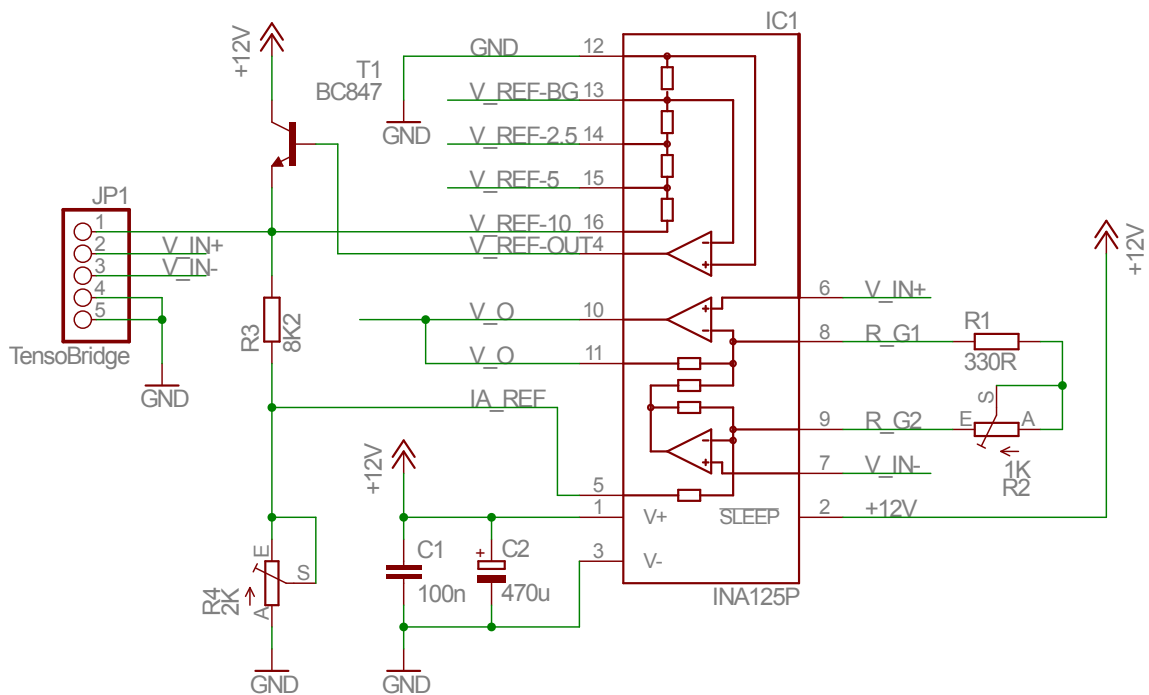 IC1
+12V
T1
BC847
GND
12
V_REF-BG
13
GND
V_REF-2.5
14
V_REF-5
15
JP1
1
V_REF-10
16
2
V_IN+
V_REF-OUT
4
+12V
3
V_IN-
4
5
6
V_IN+
R3
8K2
V_O
10
8
R_G1
R1
330R
TensoBridge
V_O
11
GND
IA_REF
S
9
R_G2
E
A
+12V
7
V_IN-
1K
R2
5
1
V+
SLEEP
2
+12V
E
S
C1
100n
+
C2
470u
3
V-
R4
2K
A
INA125P
GND
GND